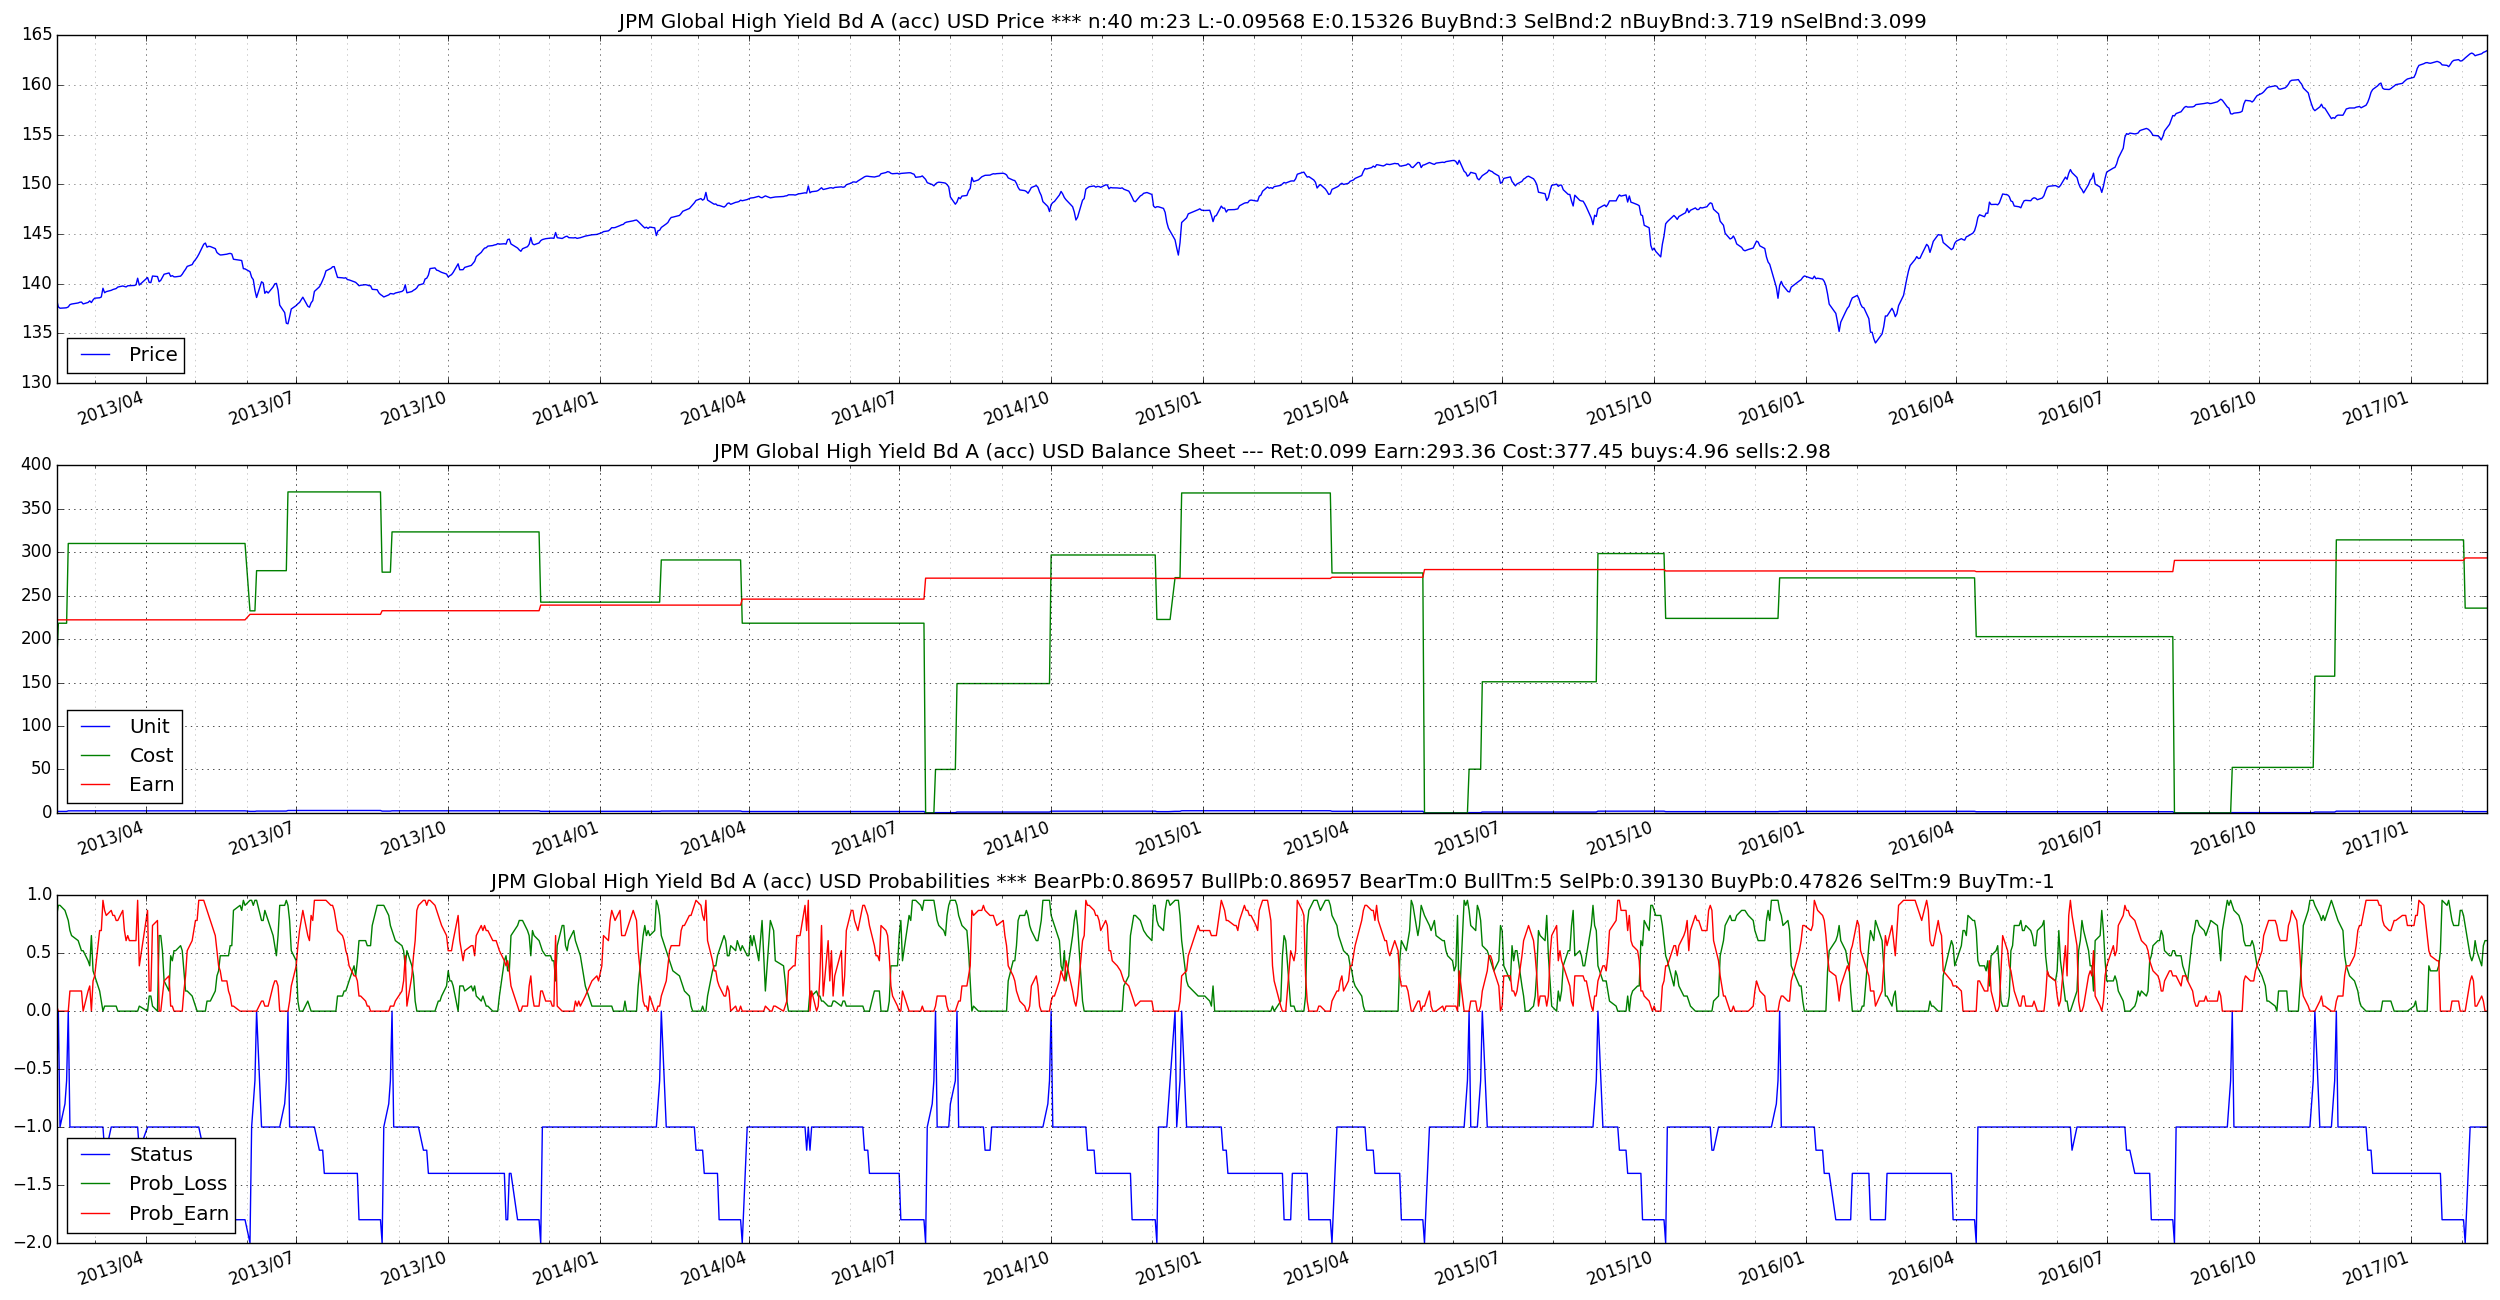 JPM Global High Yield Bd A (acc) USD Price *** n:40 m:23 L:-0.09568 E:0.15326 BuyBnd:3 SelBnd:2 nBuyBnd:3.719 nSelBnd:3.099
165
160
155
150
145
140
135
130
Price
2013/04 2013/07 2013/10 2014/01 2014/04 2014/07 2014/10 2015/01 2015/04 2015/07 2015/10 2016/01 2016/04 2016/07 2016/10 2017/01
JPM Global High Yield Bd A (acc) USD Balance Sheet --- Ret:0.099 Earn:293.36 Cost:377.45 buys:4.96 sells:2.98
400
350
300
250
200
150
100
50
0
Unit
Cost
Earn
2013/04 2013/07 2013/10 2014/01 2014/04 2014/07 2014/10 2015/01 2015/04 2015/07 2015/10 2016/01 2016/04 2016/07 2016/10 2017/01
JPM Global High Yield Bd A (acc) USD Probabilities *** BearPb:0.86957 BullPb:0.86957 BearTm:0 BullTm:5 SelPb:0.39130 BuyPb:0.47826 SelTm:9 BuyTm:-1
1.0
0.5
0.0
−0.5
−1.0
−1.5
−2.0
Status
Prob_Loss
Prob_Earn
2013/04 2013/07 2013/10 2014/01 2014/04 2014/07 2014/10 2015/01 2015/04 2015/07 2015/10 2016/01 2016/04 2016/07 2016/10 2017/01